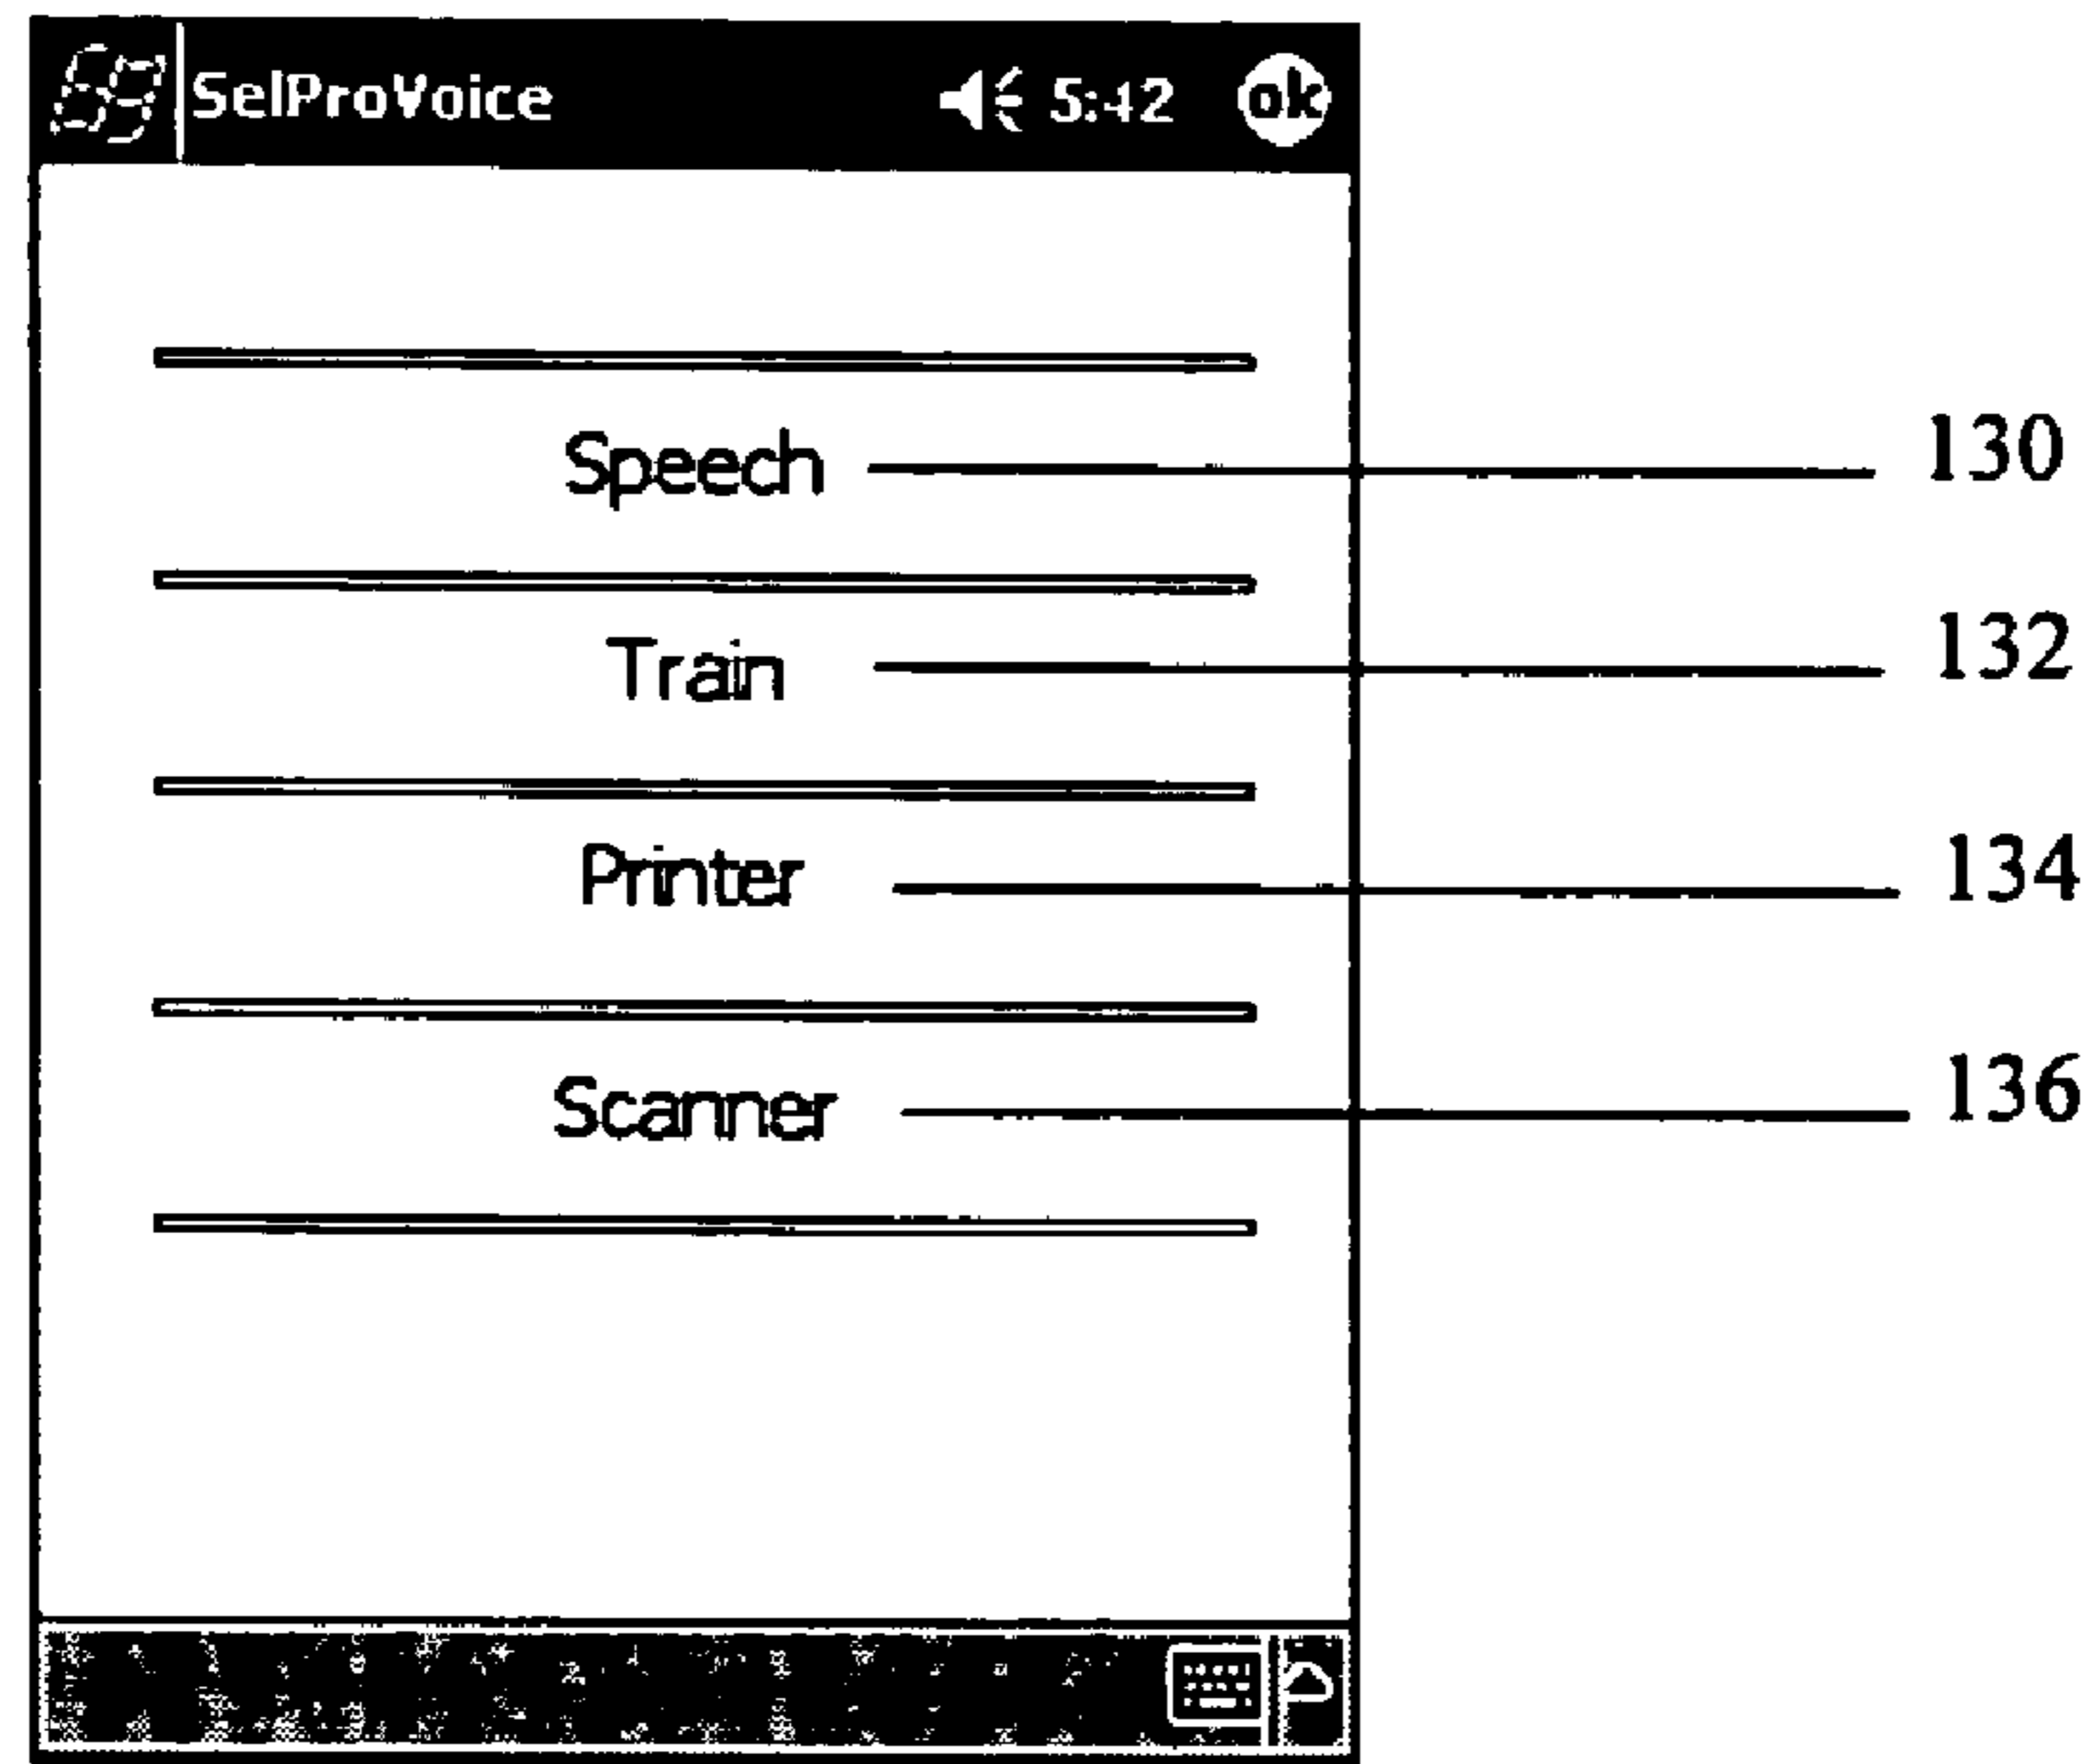 SelProVoice 5:42 ok
Speech 130
Train 132
Printer 134
Scanner 136